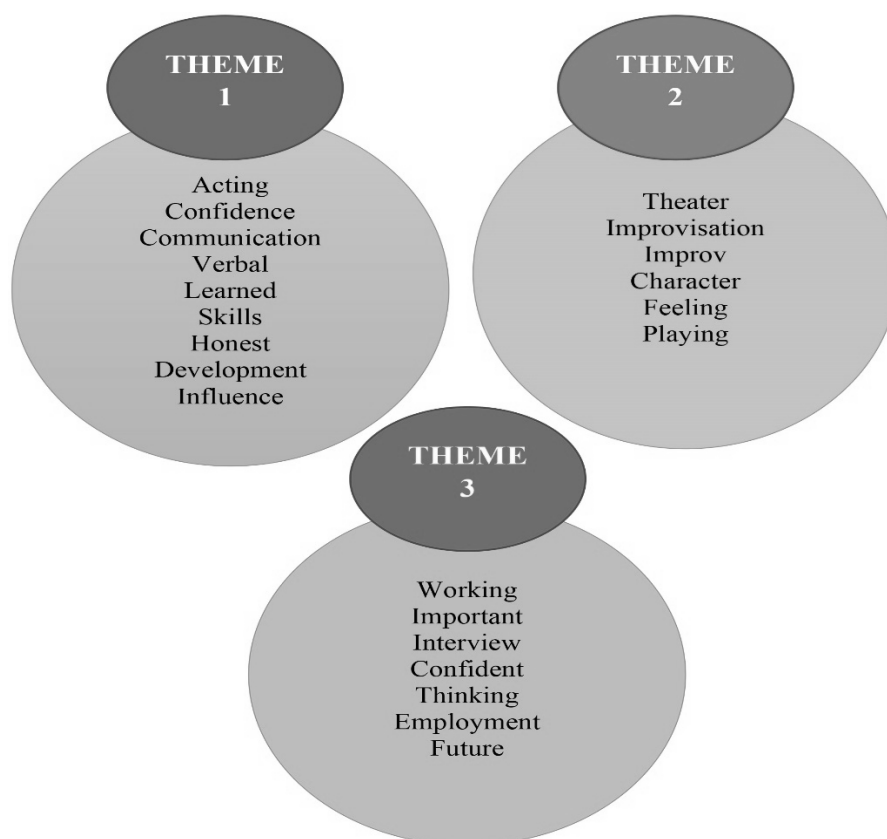 THEME
1
Acting
Confidence
Communication
Verbal
Learned
Skills
Honest
Development
Influence
THEME
2
Theater
Improvisation
Improv
Character
Feeling
Playing
THEME
3
Working
Important
Interview
Confident
Thinking
Employment
Future